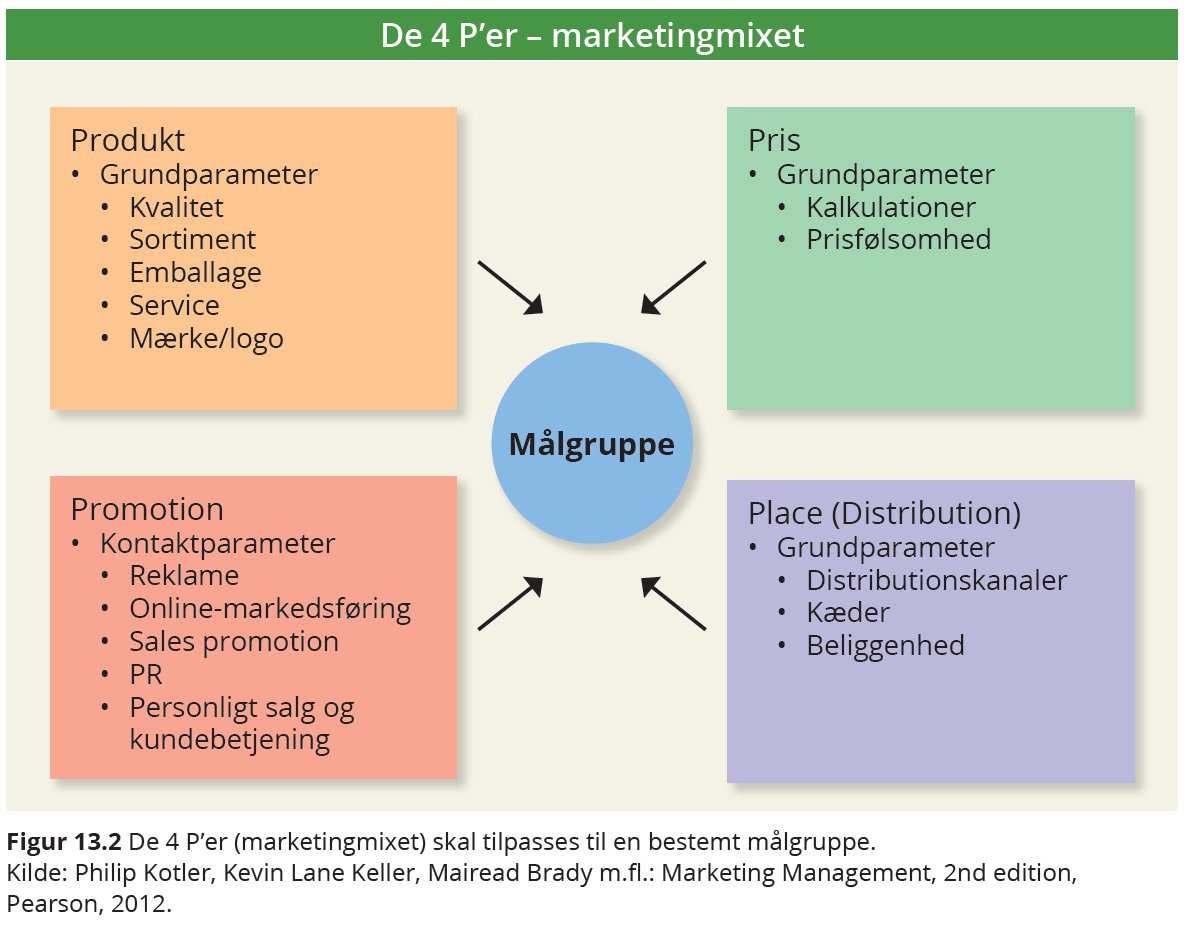 De 4 P’er – marketingmixet
Produkt
• Grundparameter
• Kvalitet
• Sortiment
• Emballage
• Service
• Mærke/logo
Pris
• Grundparameter
• Kalkulationer
• Prisfølsomhed
Målgruppe
Promotion
• Kontaktparameter
• Reklame
• Online-markedsføring
• Sales promotion
• PR
• Personligt salg og
kundebetjening
Place (Distribution)
• Grundparameter
• Distributionskanaler
• Kæder
• Beliggenhed
Figur 13.2 De 4 P’er (marketingmixet) skal tilpasses til en bestemt målgruppe.
Kilde: Philip Kotler, Kevin Lane Keller, Mairead Brady m.fl.: Marketing Management, 2nd edition,
Pearson, 2012.